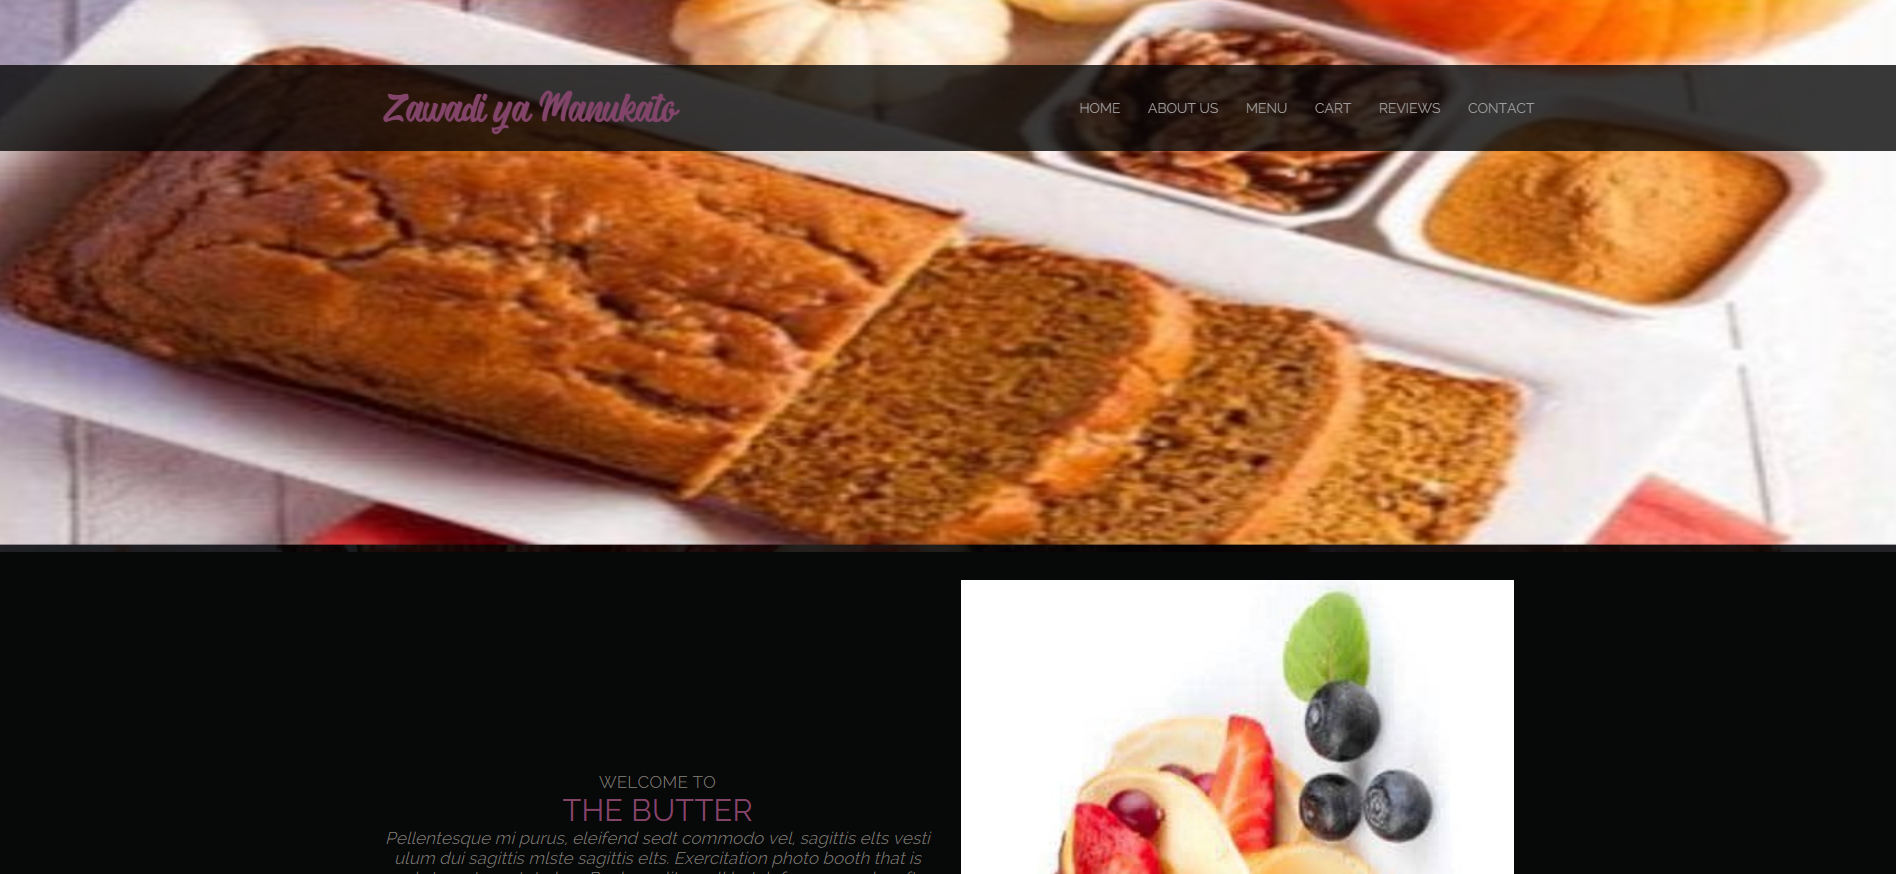 Zawadi ya Manukato
HOME ABOUT US MENU CART REVIEWS CONTACT
WELCOME TO
THE BUTTER
Pellentesque mi purus, eleifend sedt commodo vel, sagittis elts vesti
ulum dui sagittis mlste sagittis elts. Exercitation photo booth that is